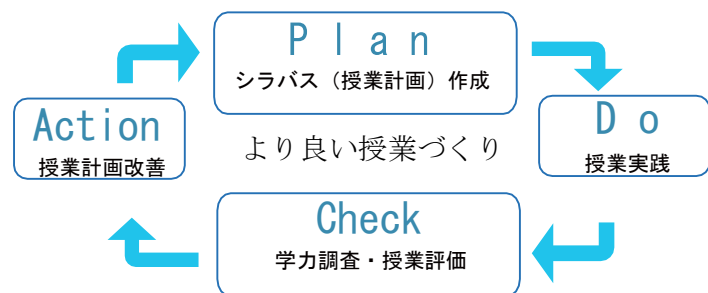 Plan
シラバス（授業計画）作成
Action
授業計画改善
より良い授業づくり
Do
授業実践
Check
学力調査・授業評価